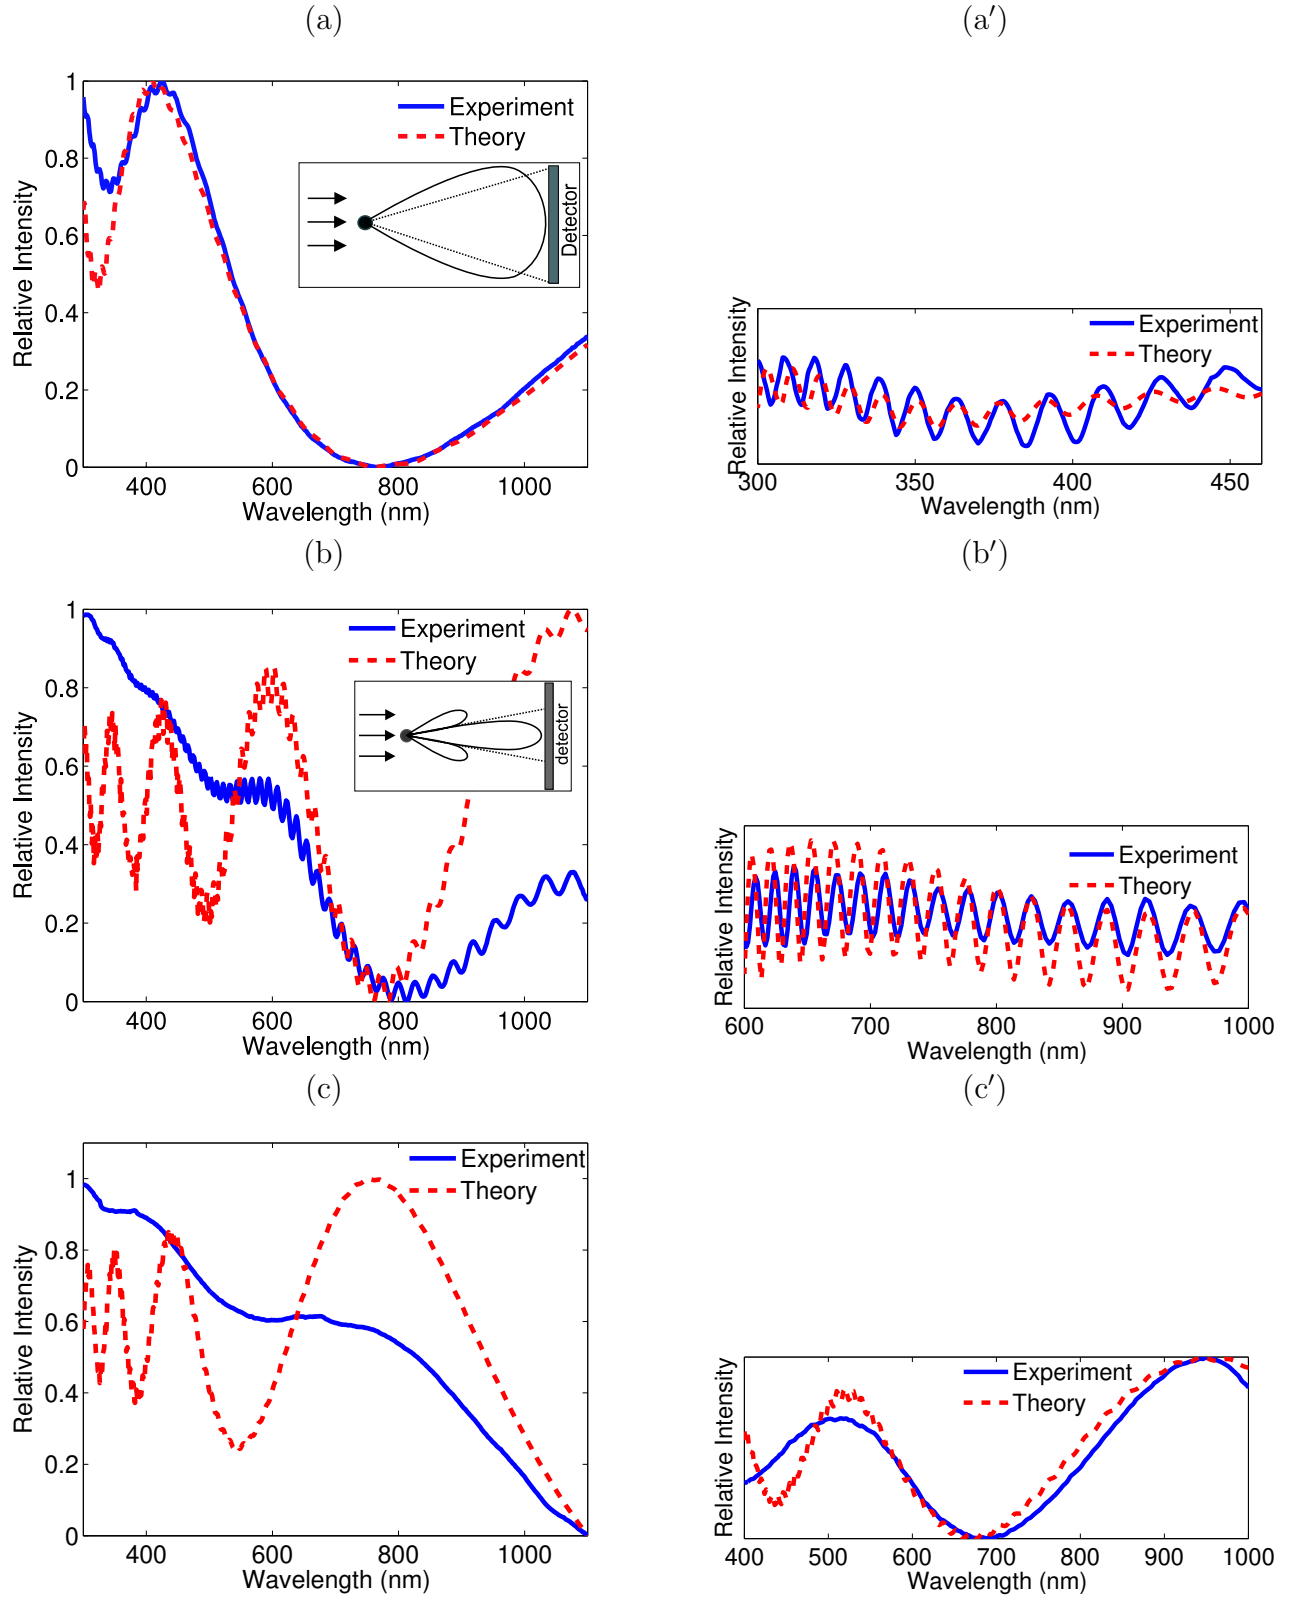 (a)
1
0.8
0.6
0.4
0.2
0
Relative Intensity
Experiment
Theory
Detector
400 600 800 1000
Wavelength (nm)
(a′)
Relative Intensity
Experiment
Theory
300 350 400 450
Wavelength (nm)
(b)
1
0.8
0.6
0.4
0.2
0
Relative Intensity
Experiment
Theory
detector
400 600 800 1000
Wavelength (nm)
(b′)
Relative Intensity
Experiment
Theory
600 700 800 900 1000
Wavelength (nm)
(c)
1
0.8
0.6
0.4
0.2
0
Relative Intensity
Experiment
Theory
400 600 800 1000
Wavelength (nm)
(c′)
Relative Intensity
Experiment
Theory
400 500 600 700 800 900 1000
Wavelength (nm)